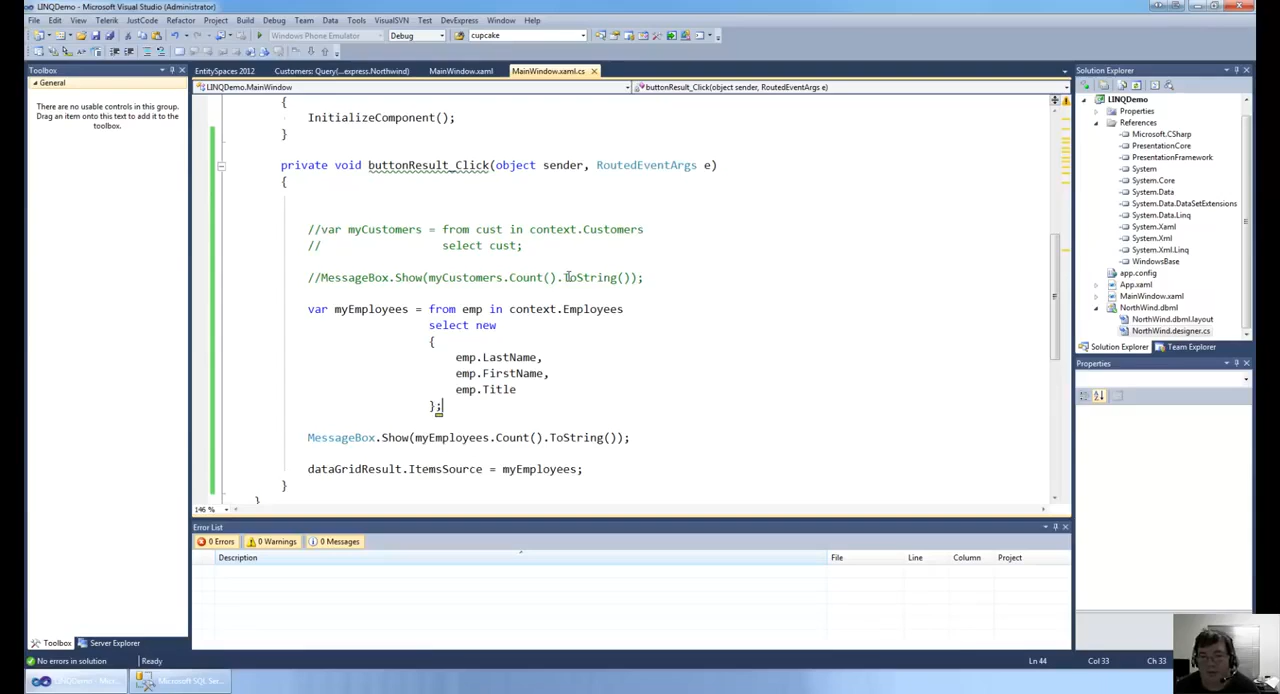 LINQDemo - Microsoft Visual Studio (Administrator)
File Edit View Telerik JustCode Refactor Project Build Debug Team Data Tools VisualSVN Test DevExpress Window Help
Windows Phone Emulator Debug cupcake
Toolbox
General
There are no usable controls in this group.
Drag an item onto this text to add it to the
toolbox.
EntitySpaces 2012 Customers: Query(...express.Northwind) MainWindow.xaml MainWindow.xaml.cs
LINQDemo.MainWindow buttonResult_Click(object sender, RoutedEventArgs e)
{
InitializeComponent();
}
private void buttonResult_Click(object sender, RoutedEventArgs e)
{
//var myCustomers = from cust in context.Customers
// select cust;
//MessageBox.Show(myCustomers.Count().ToString());
var myEmployees = from emp in context.Employees
select new
{
emp.LastName,
emp.FirstName,
emp.Title
};
MessageBox.Show(myEmployees.Count().ToString());
dataGridResult.ItemsSource = myEmployees;
}
}
146 %
Error List
0 Errors 0 Warnings 0 Messages
Description File Line Column Project
Solution Explorer
LINQDemo
Properties
References
Microsoft.CSharp
PresentationCore
PresentationFramework
System
System.Core
System.Data
System.Data.DataSetExtensions
System.Data.Linq
System.Xaml
System.Xml
System.Xml.Linq
WindowsBase
app.config
App.xaml
MainWindow.xaml
NorthWind.dbml
NorthWind.dbml.layout
NorthWind.designer.cs
Solution Explorer Team Explorer
Properties
Toolbox Server Explorer
No errors in solution Ready Ln 44 Col 33 Ch 33
LINQDemo - Micr... Microsoft SQL Ser...